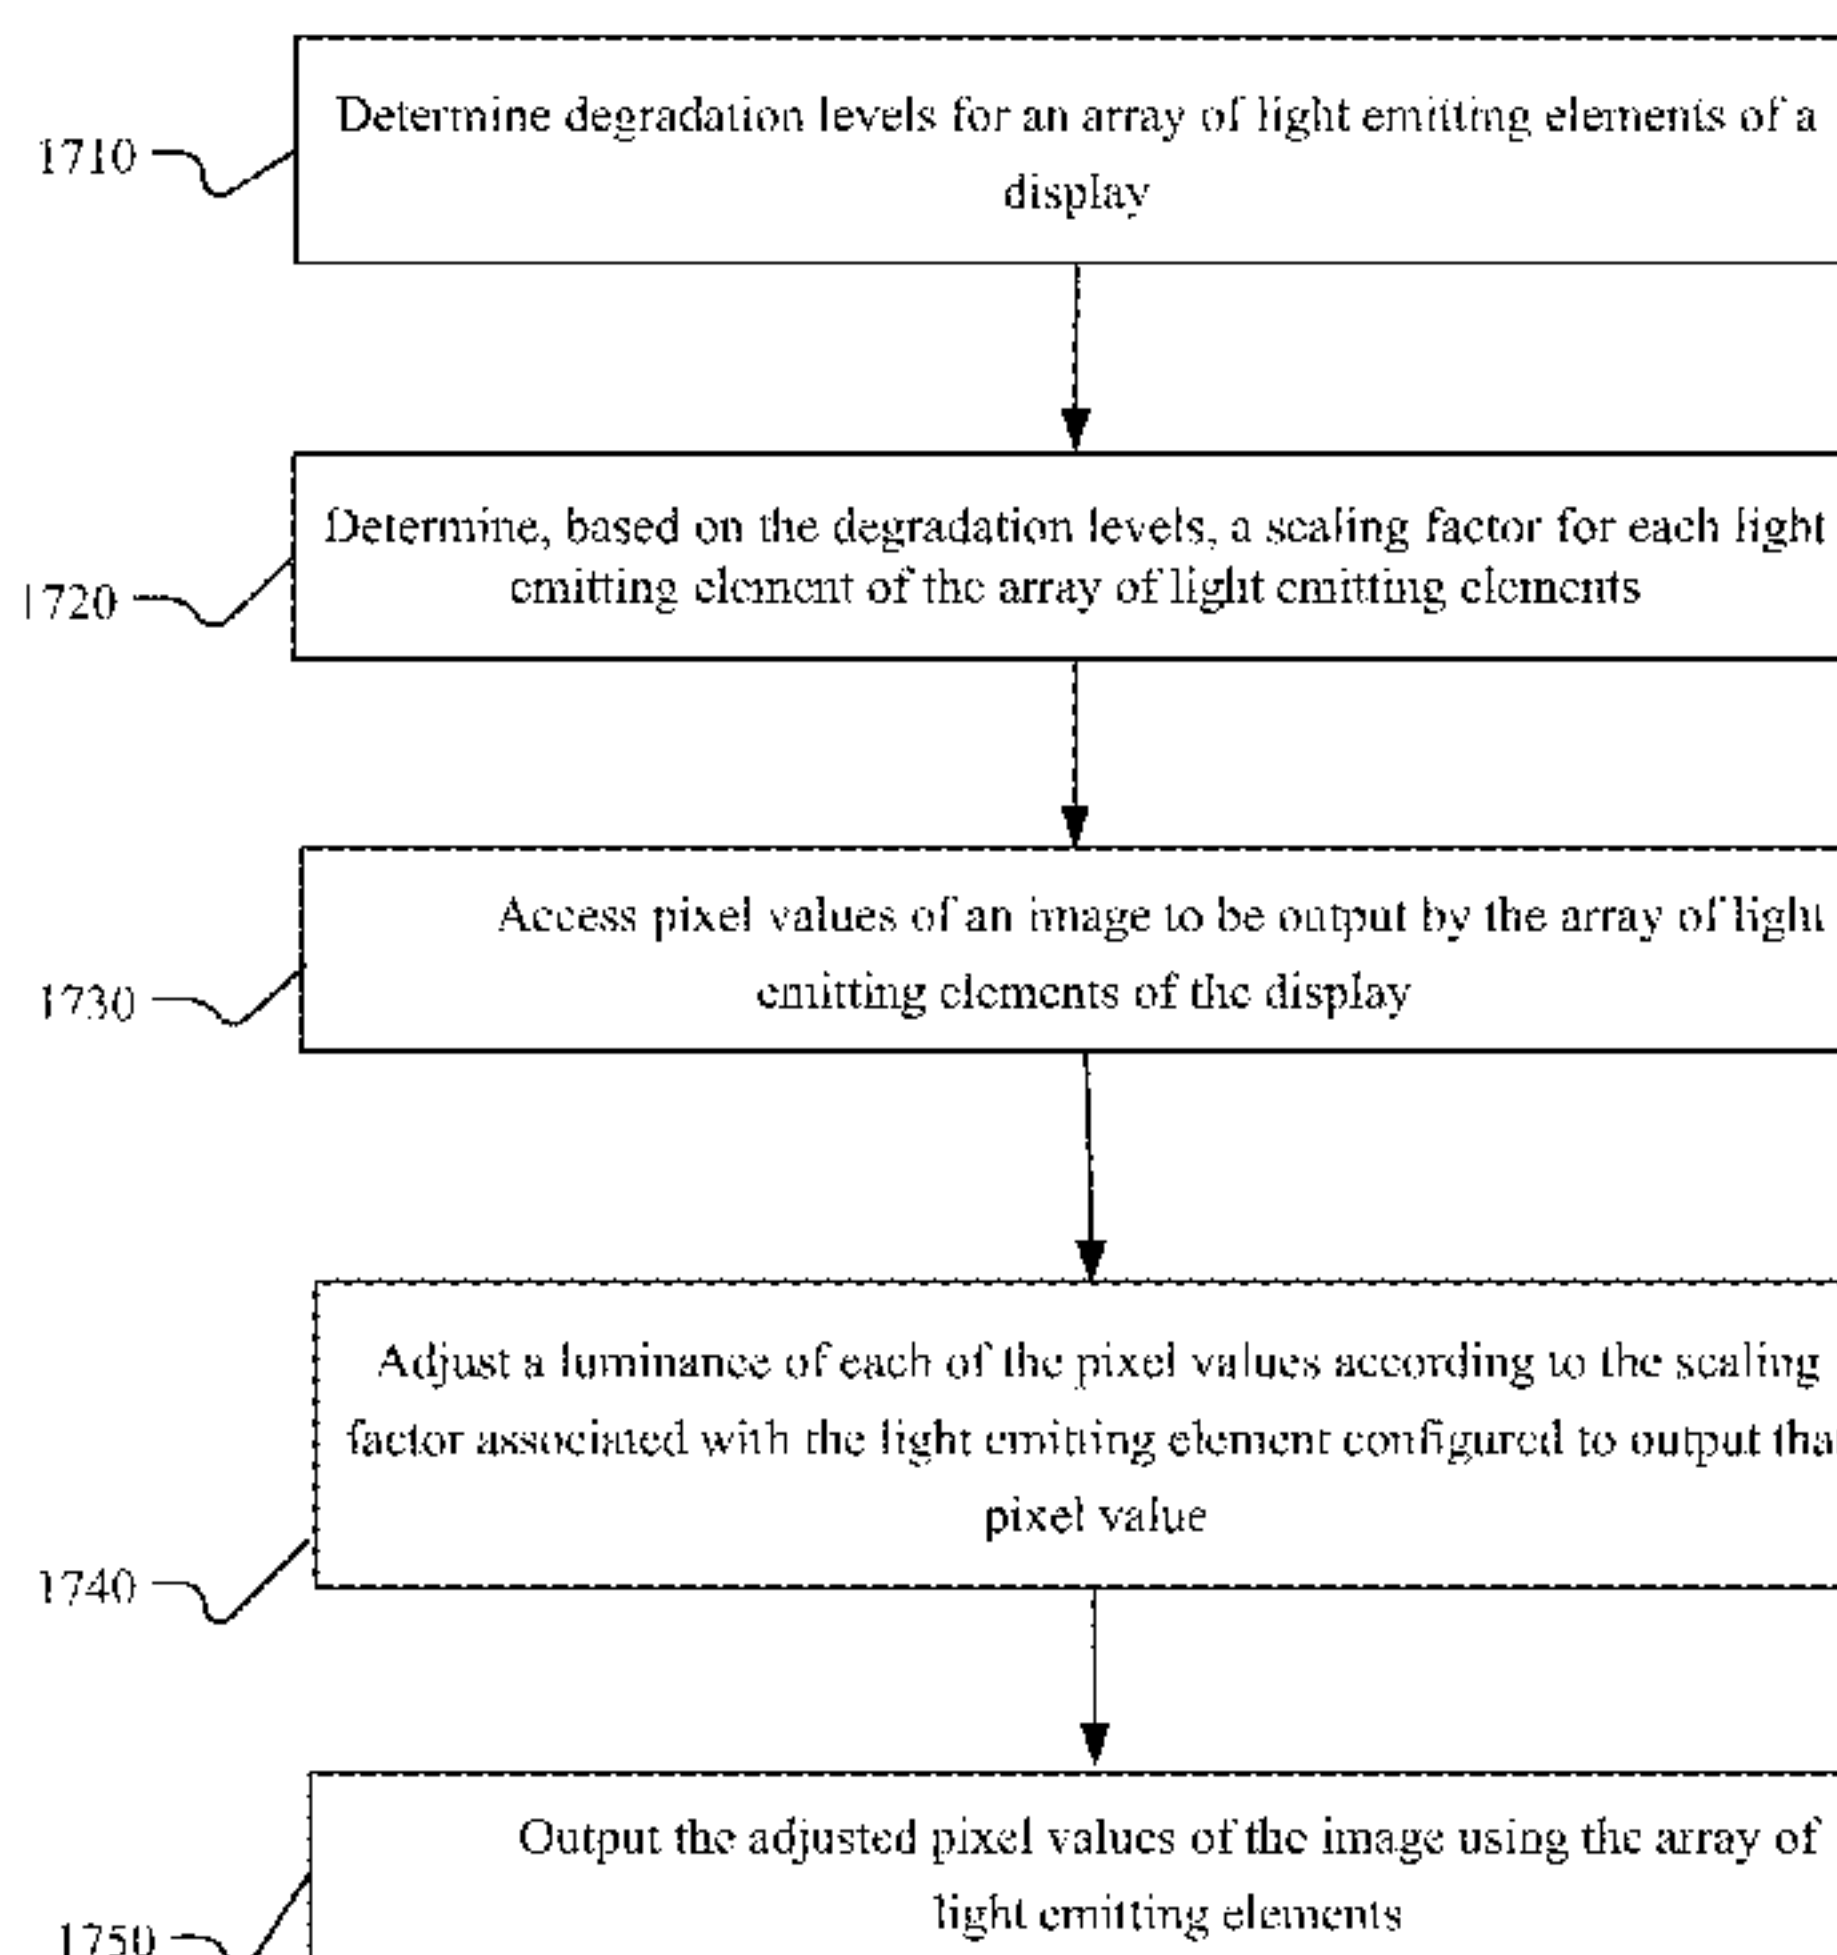 Determine degradation levels for an array of light emitting elements of a
display
1710
Determine, based on the degradation levels, a scaling factor for each light
emitting element of the array of light emitting elements
1720
Access pixel values of an image to be output by the array of light
emitting elements of the display
1730
Adjust a luminance of each of the pixel values according to the scaling
factor associated with the light emitting element configured to output that
pixel value
1740
Output the adjusted pixel values of the image using the array of
light emitting elements
1750